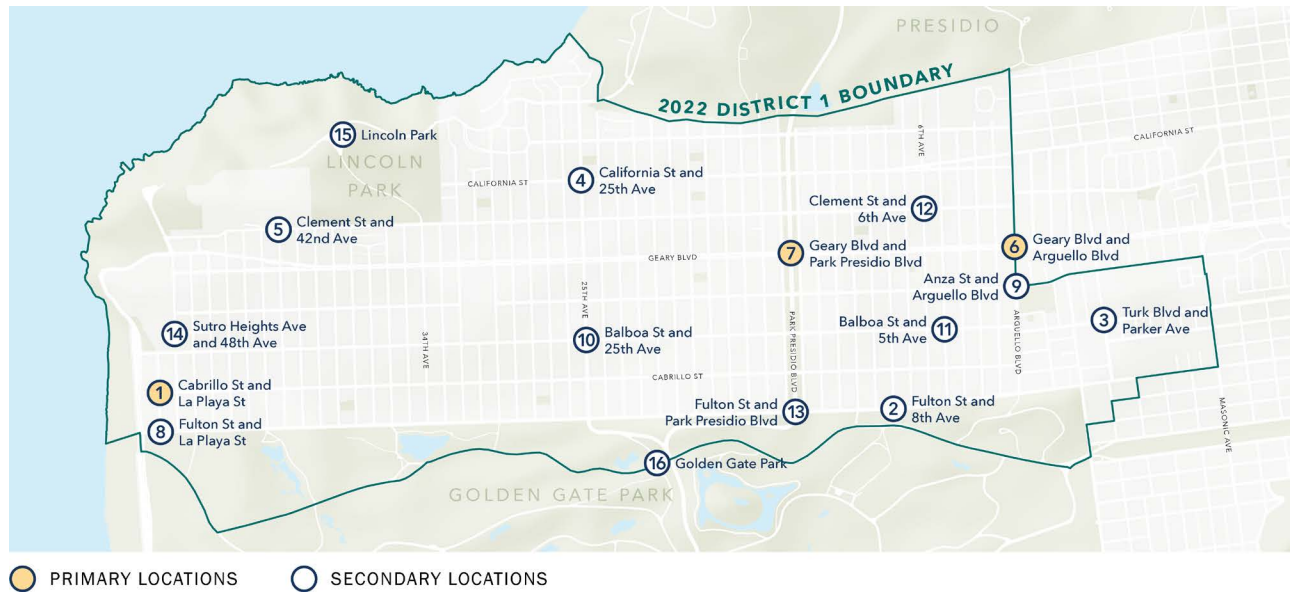 PRESIDIO
2022 DISTRICT 1 BOUNDARY
6TH AVE
CALIFORNIA ST
15 Lincoln Park
LINCOLN
PARK
CALIFORNIA ST
4 California St and
25th Ave
Clement St and
6th Ave 12
5 Clement St and
42nd Ave
7 Geary Blvd and
Park Presidio Blvd
6 Geary Blvd and
Arguello Blvd
GEARY BLVD
Anza St and
Arguello Blvd 9
25TH AVE
PARK PRESIDIO BLVD
ARGUELLO BLVD
3 Turk Blvd and
Parker Ave
14 Sutro Heights Ave
and 48th Ave
34TH AVE
10 Balboa St and
25th Ave
Balboa St and
5th Ave 11
CABRILLO ST
1 Cabrillo St and
La Playa St
8 Fulton St and
La Playa St
Fulton St and
Park Presidio Blvd 13
2 Fulton St and
8th Ave
MASONIC AVE
16 Golden Gate Park
GOLDEN GATE PARK
PRIMARY LOCATIONS
SECONDARY LOCATIONS